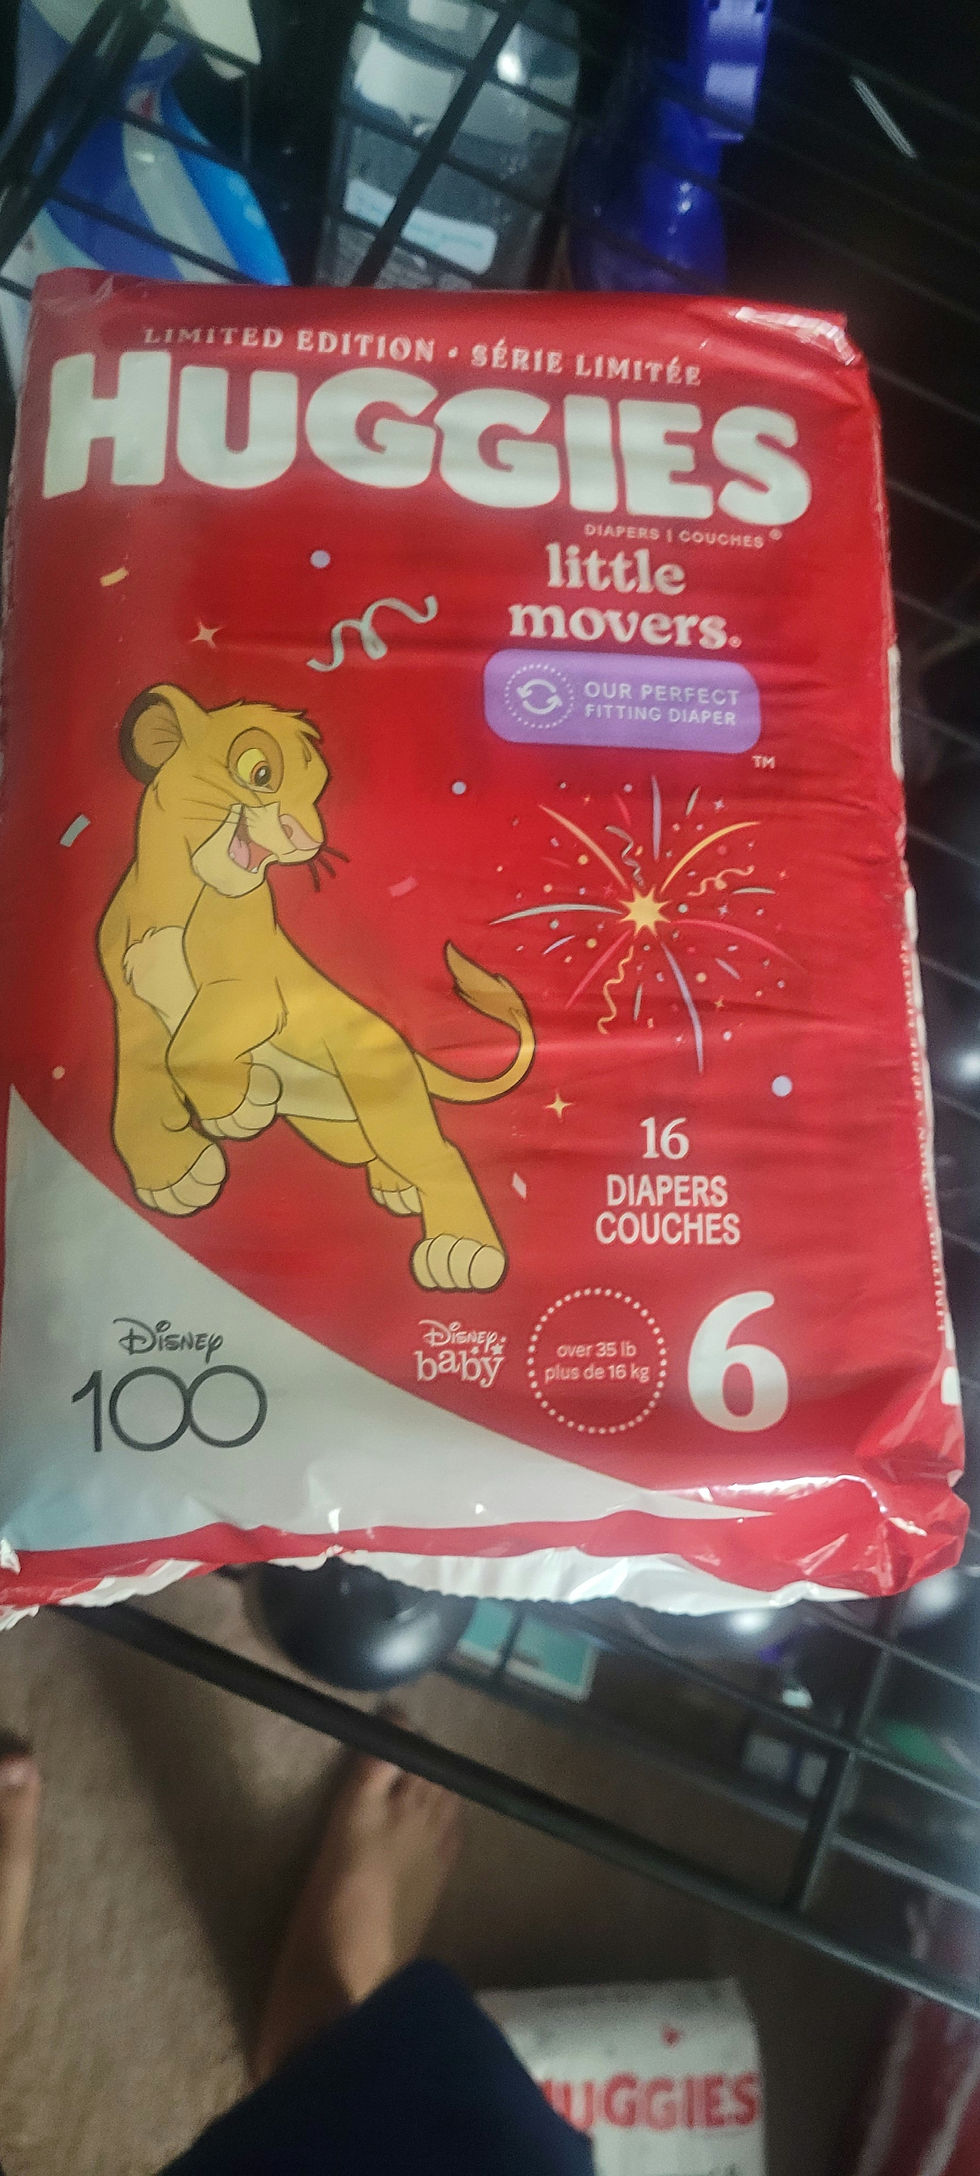 LIMITED EDITION • SÉRIE LIMITÉE
HUGGIES
DIAPERS | COUCHES ®
little
movers®
OUR PERFECT
FITTING DIAPER
TM
16
DIAPERS
COUCHES
Disney
100
Disney
baby
over 35 lb
plus de 16 kg
6
HUGGIES